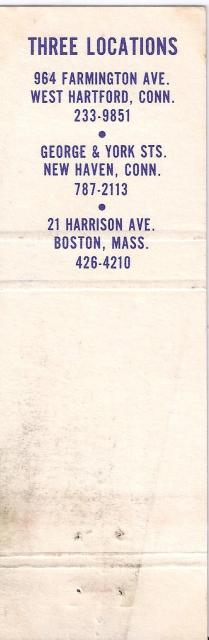 THREE LOCATIONS
964 FARMINGTON AVE.
WEST HARTFORD, CONN.
233-9851
•
GEORGE & YORK STS.
NEW HAVEN, CONN.
787-2113
•
21 HARRISON AVE.
BOSTON, MASS.
426-4210